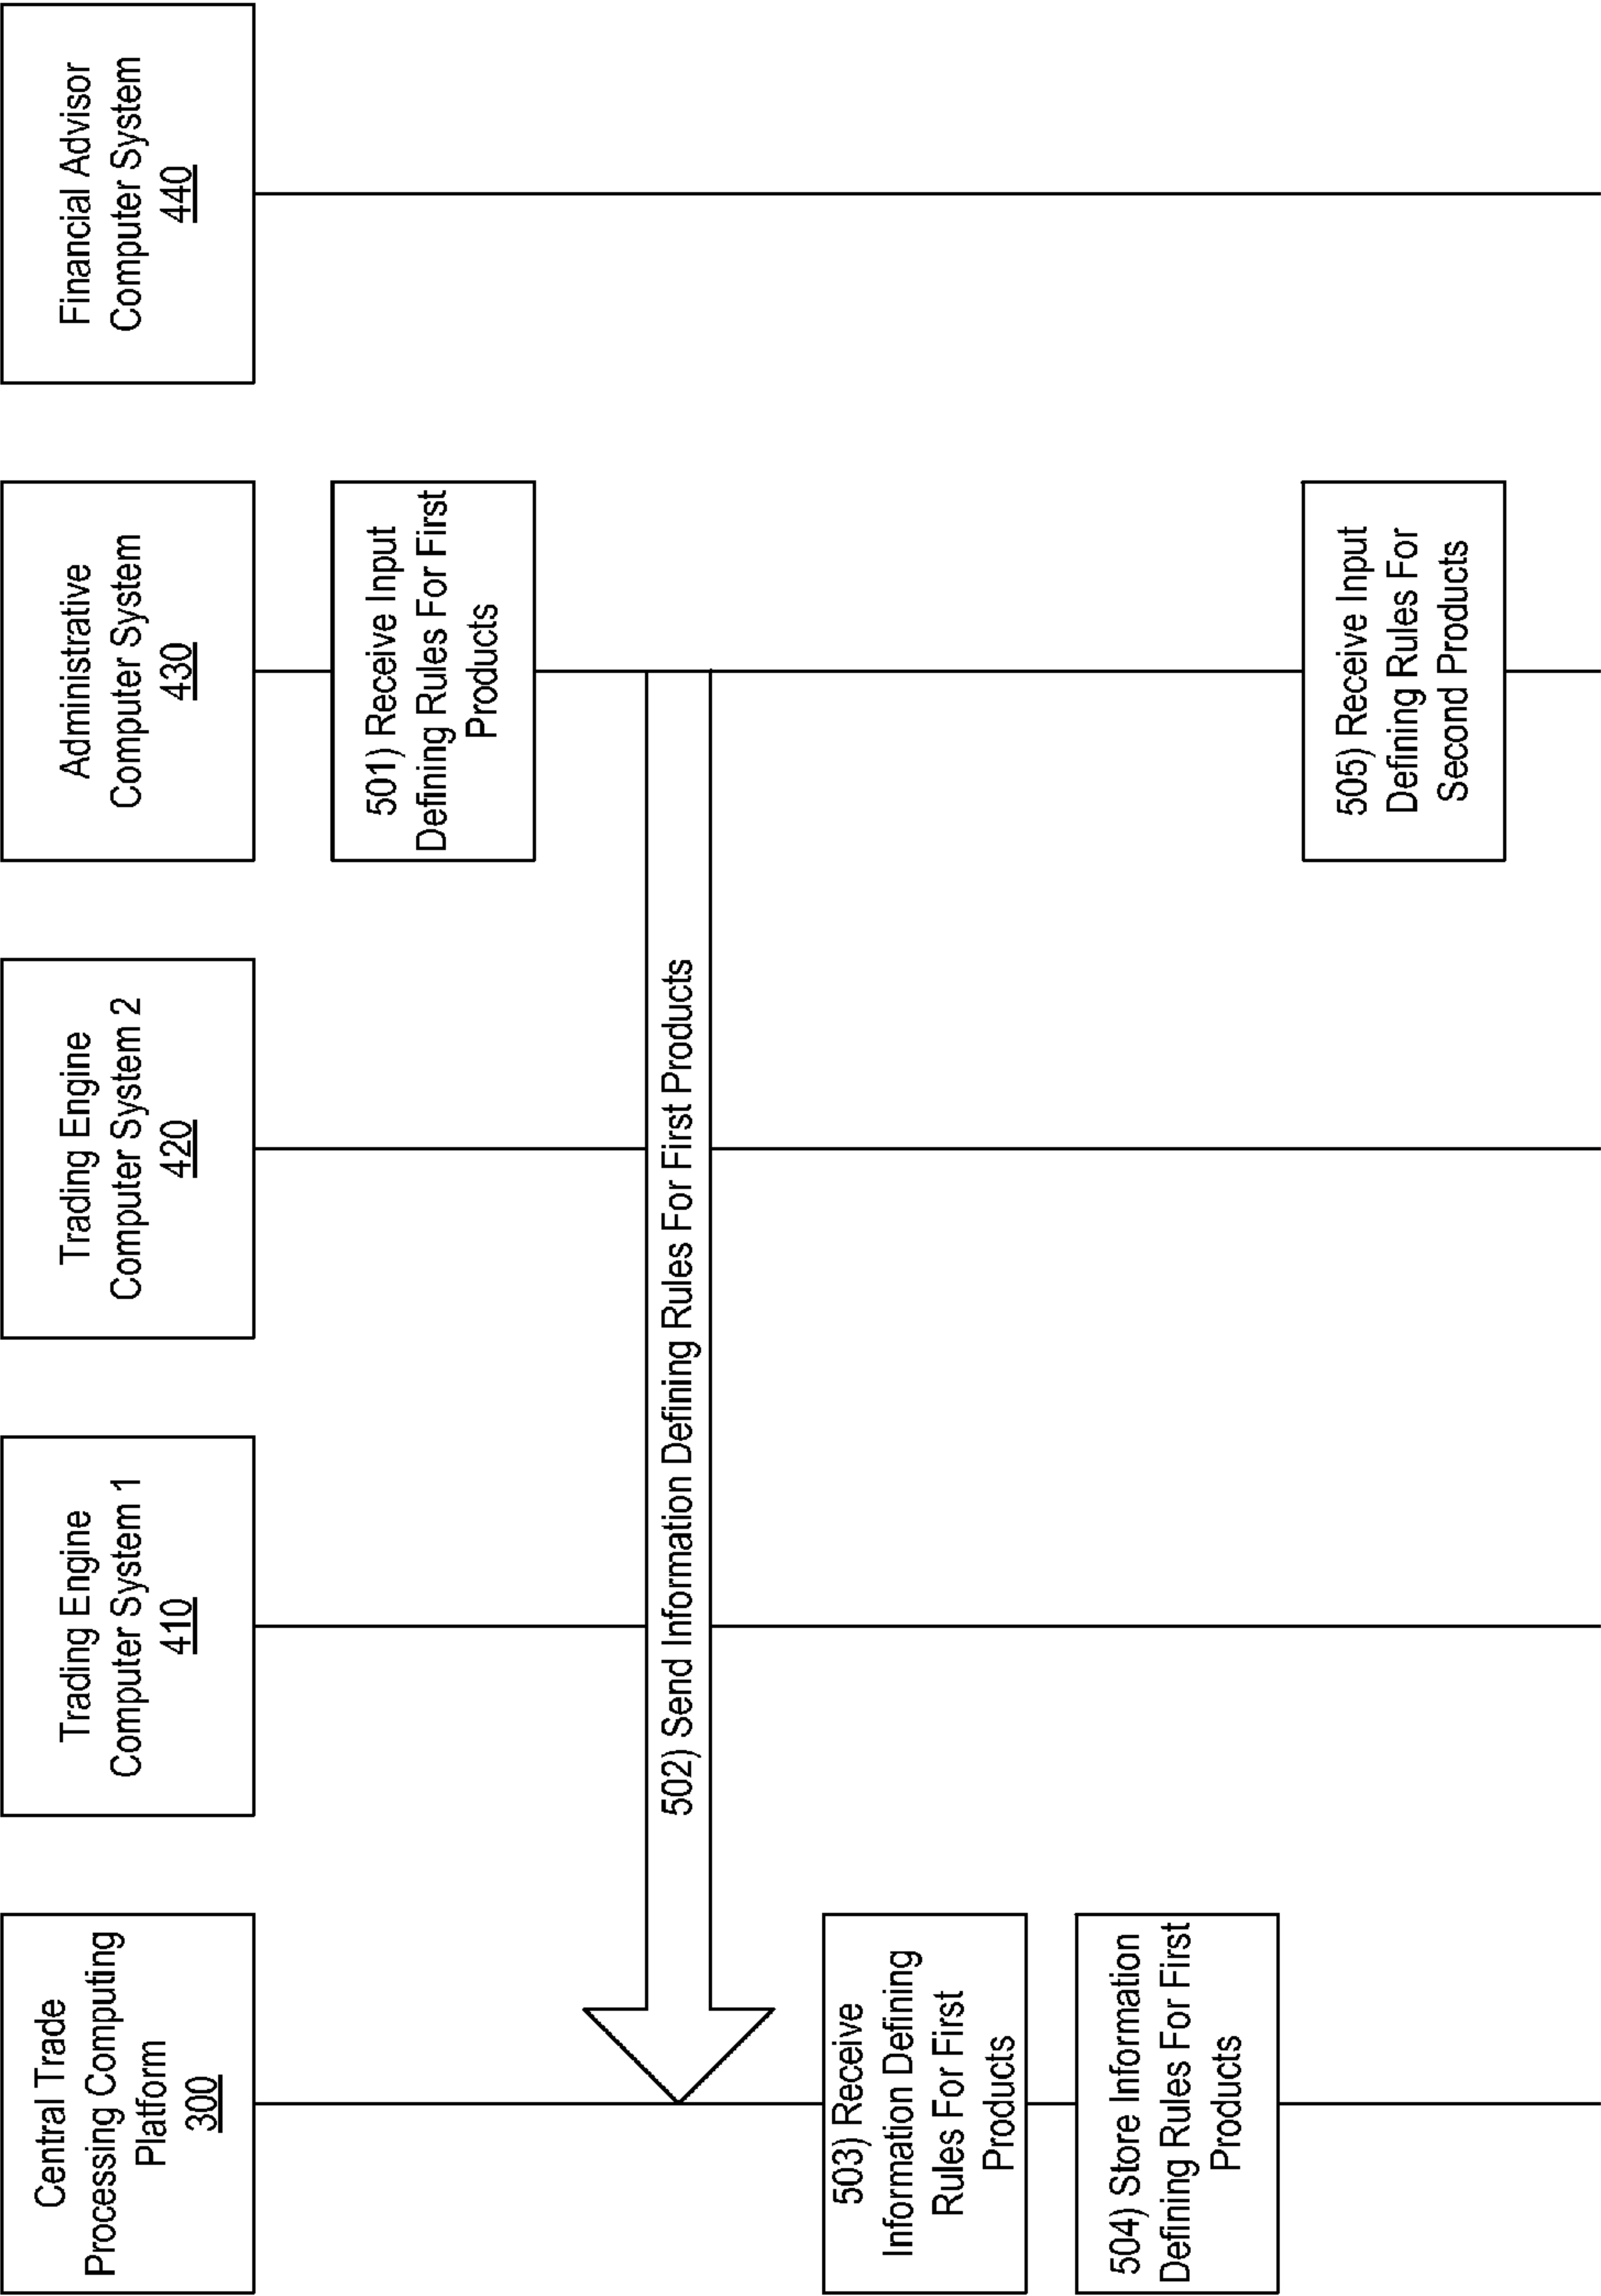 Central Trade
Processing Computing
Platform
300
Trading Engine
Computer System 1
410
Trading Engine
Computer System 2
420
Administrative
Computer System
430
Financial Advisor
Computer System
440
501) Receive Input
Defining Rules For First
Products
502) Send Information Defining Rules For First Products
503) Receive
Information Defining
Rules For First
Products
504) Store Information
Defining Rules For First
Products
505) Receive Input
Defining Rules For
Second Products